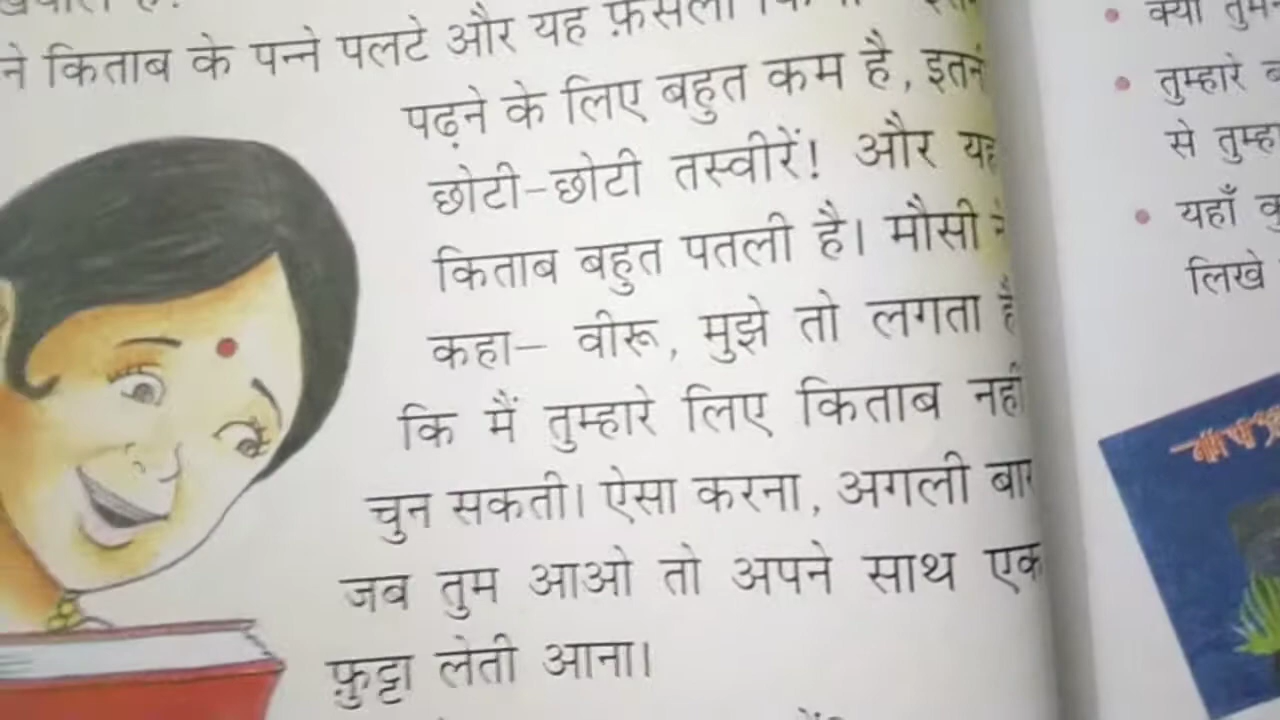 ने किताब के पन्ने पलटे और यह फ़ैसला
पढ़ने के लिए बहुत कम है, इतनी
छोटी-छोटी तस्वीरें! और यह
किताब बहुत पतली है। मौसी ने
कहा– वीरू, मुझे तो लगता है
कि मैं तुम्हारे लिए किताब नहीं
चुन सकती। ऐसा करना, अगली बार
जब तुम आओ तो अपने साथ एक
फ़ुट्टा लेती आना।
• क्या
• तुम्हारे
से
• यहाँ
लिखे